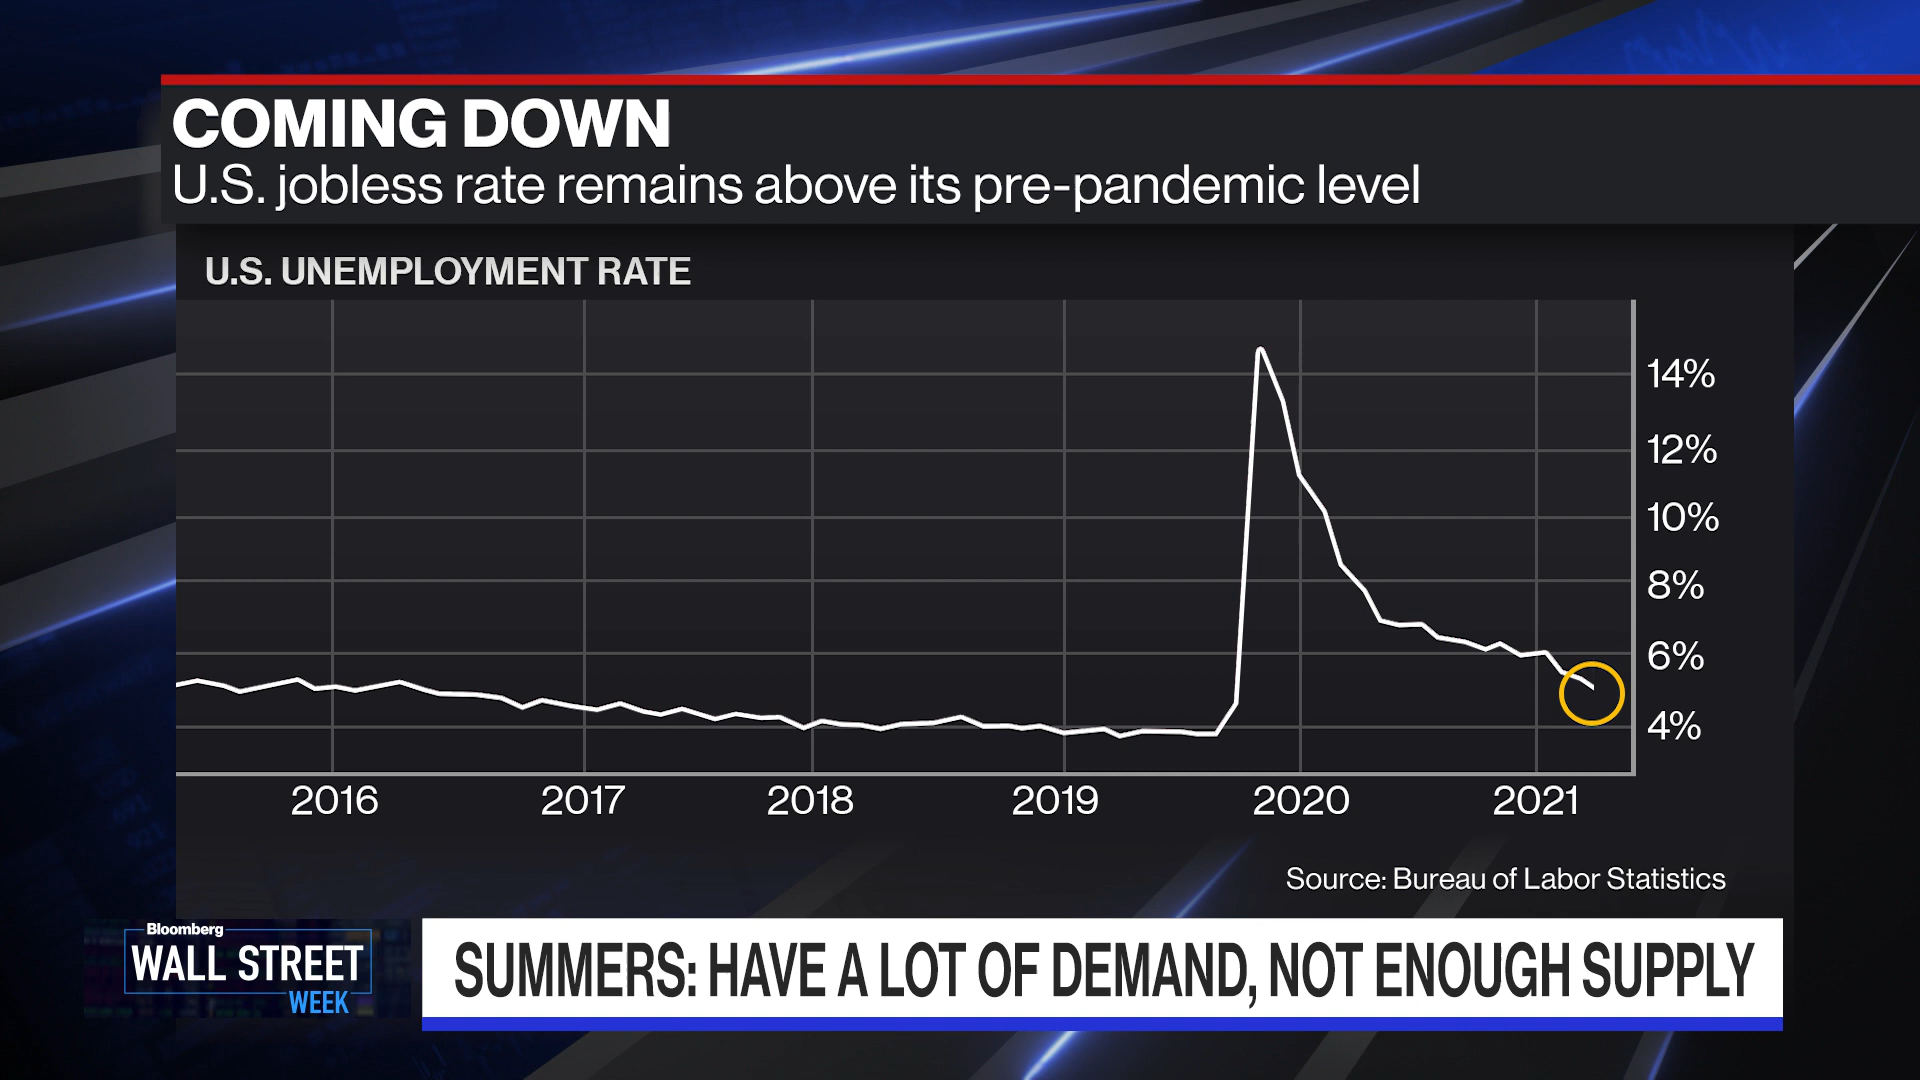 COMING DOWN
U.S. jobless rate remains above its pre-pandemic level
U.S. UNEMPLOYMENT RATE
14%
12%
10%
8%
6%
4%
2016 2017 2018 2019 2020 2021
Source: Bureau of Labor Statistics
Bloomberg
WALL STREET
WEEK
SUMMERS: HAVE A LOT OF DEMAND, NOT ENOUGH SUPPLY